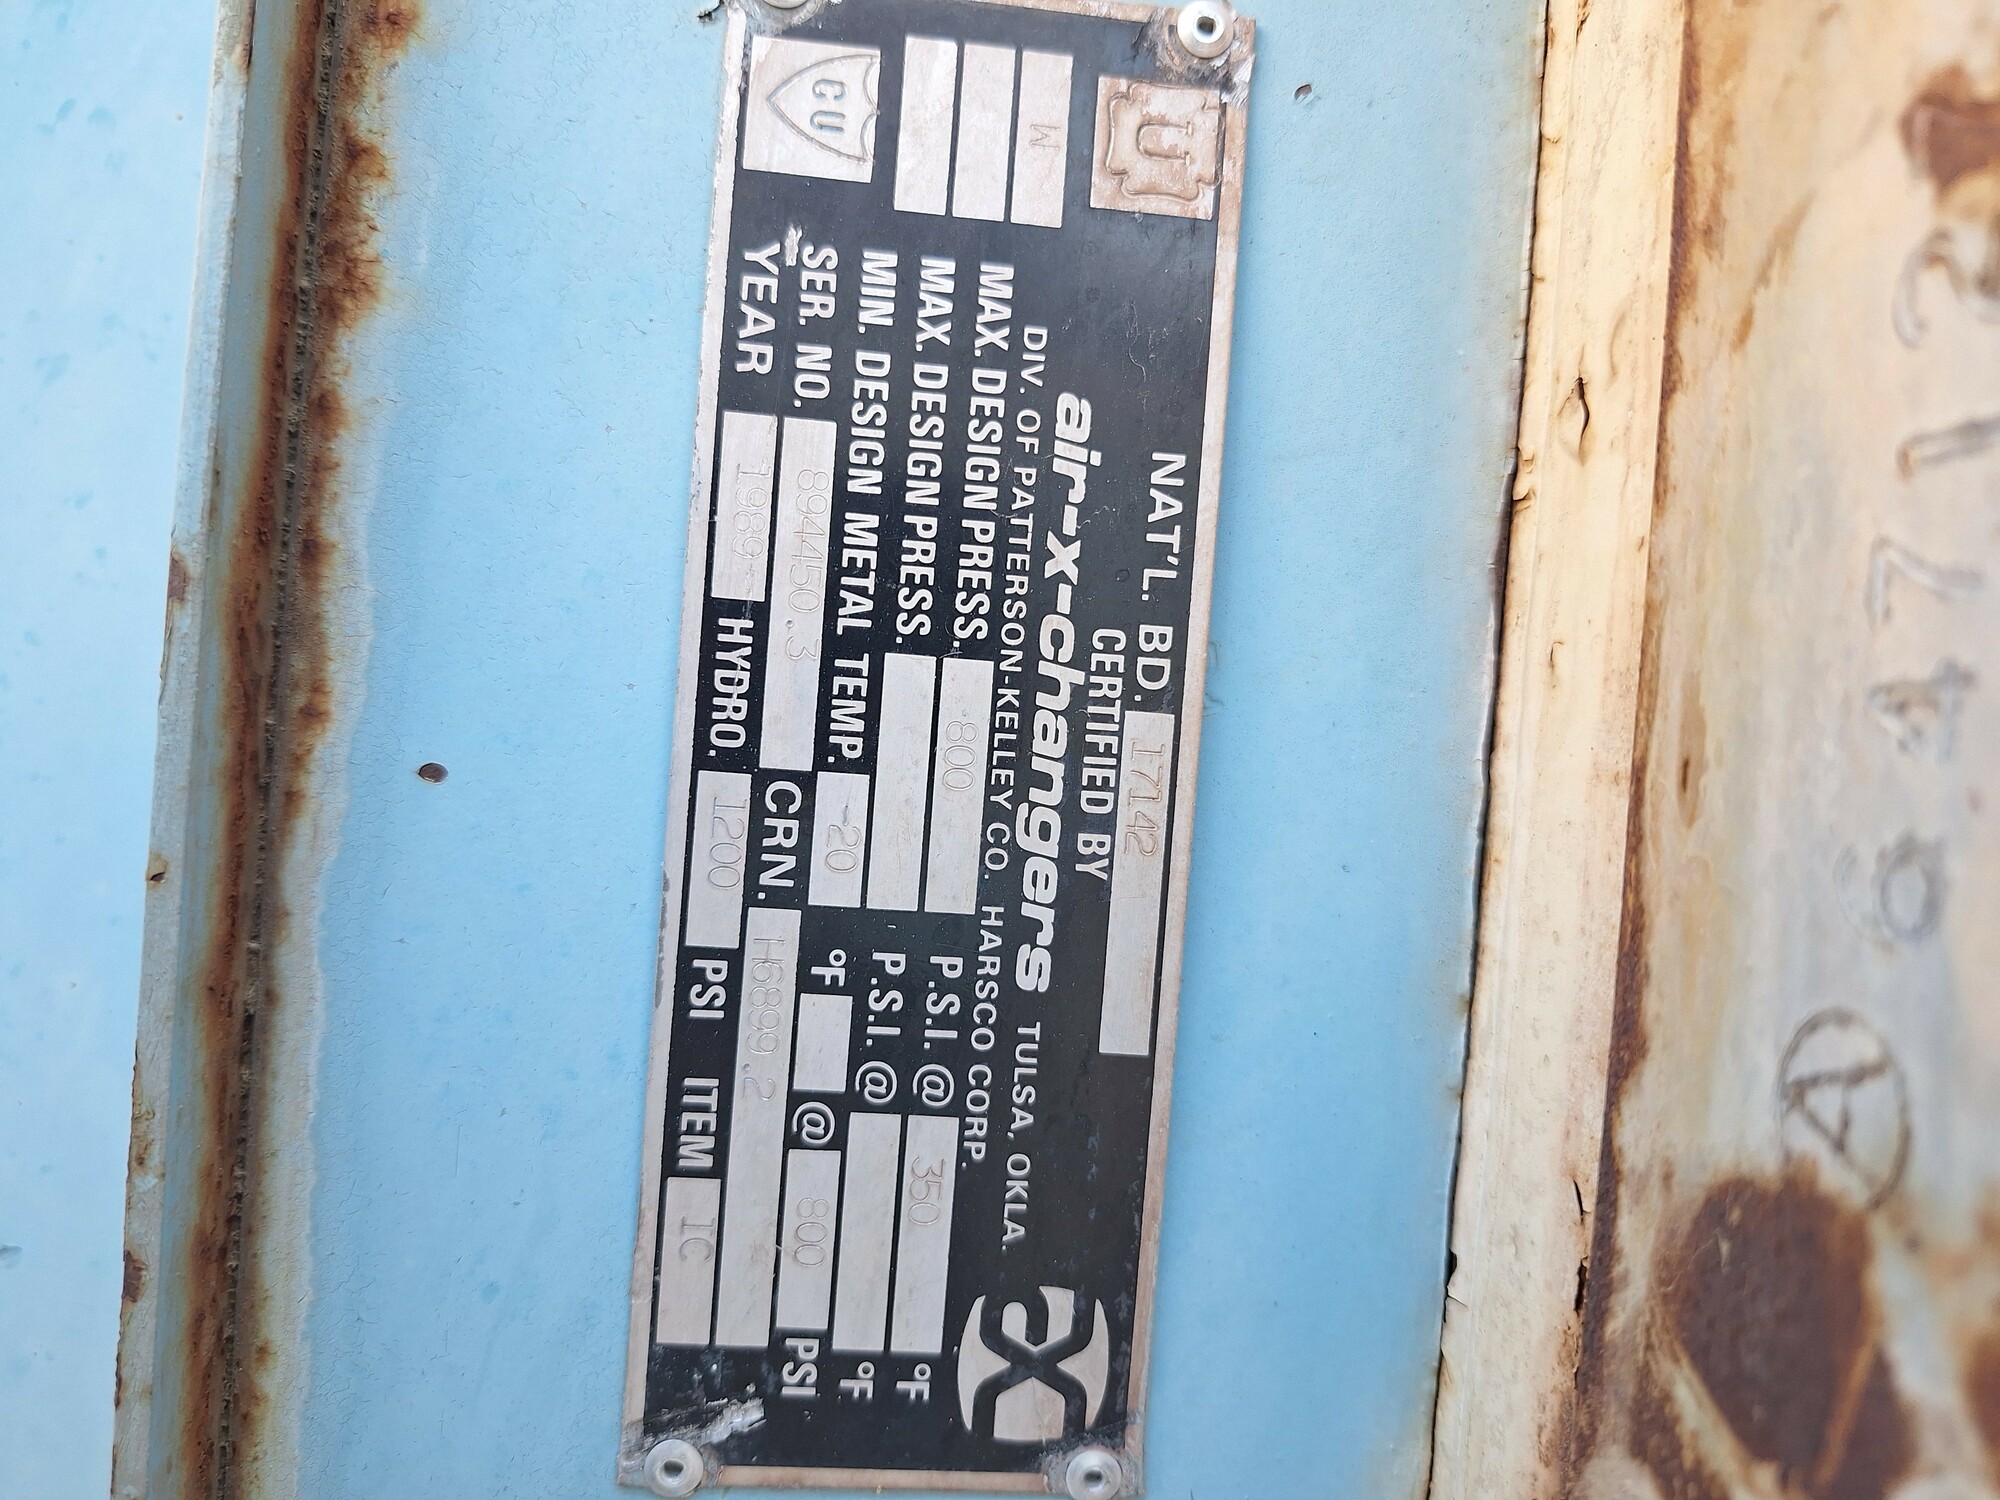 U
NAT'L. BD. 17142
CERTIFIED BY
air-x-changers TULSA, OKLA.
DIV. OF PATTERSON-KELLEY CO. HARSCO CORP.
W
MAX. DESIGN PRESS. 800 P.S.I. @ 350 °F
MAX. DESIGN PRESS. P.S.I. @ °F
MIN. DESIGN METAL TEMP. -20 °F @ 800 PSI
SER. NO. 894450.3 CRN. H6899.2
YEAR 1989 HYDRO. 1200 PSI ITEM 1C
CU
A